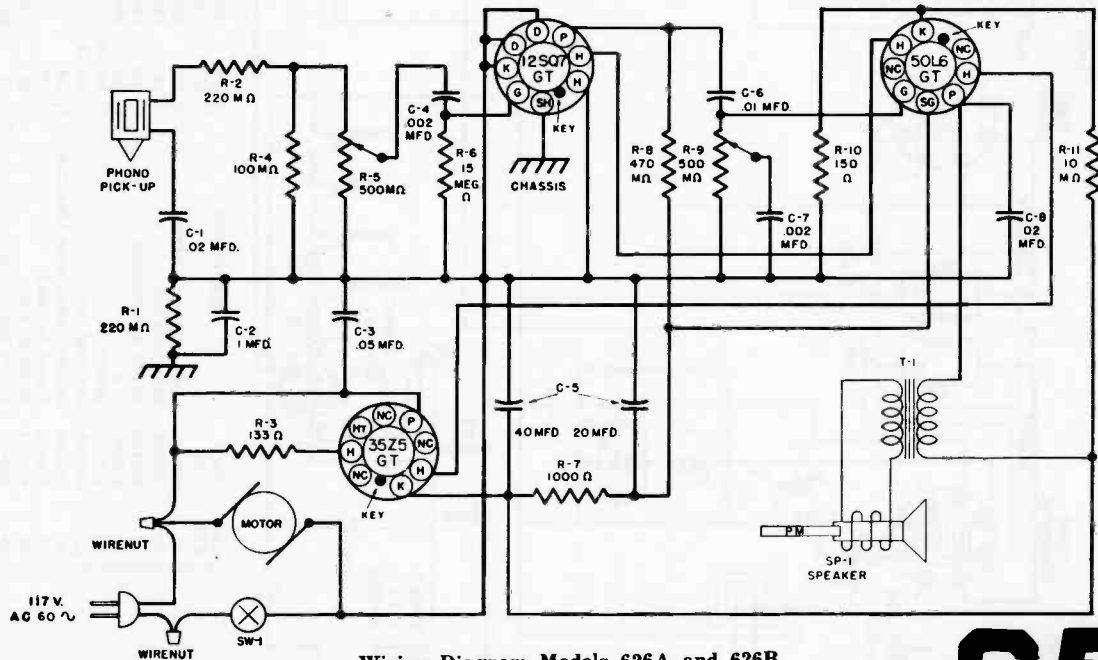 R-2
220 MΩ
PHONO
PICK-UP
C-1
.02 MFD.
R-1
220 MΩ
C-2
.1 MFD.
R-4
100MΩ
R-5
500MΩ
C-3
.05 MFD.
C-4
.002
MFD
R-6
15
MEG
Ω
D
D
P
H
H
SH
G
K
12SQ7
GT
KEY
CHASSIS
R-8
470
MΩ
C-6
.01 MFD.
R-9
500
MΩ
C-7
.002
MFD
R-10
150
Ω
K
NC
H
P
SG
G
NC
H
50L6
GT
KEY
R-11
10
MΩ
C-8
.02
MFD.
R-3
133 Ω
NC
P
NC
H
K
NC
H
HT
35Z5
GT
KEY
C-5
40 MFD
20 MFD.
R-7
1000 Ω
T-1
PM
SP-1
SPEAKER
WIRENUT
MOTOR
117 V.
AC 60 ~
WIRENUT
SW-1
Wiring Diagram Models 626A and 626B